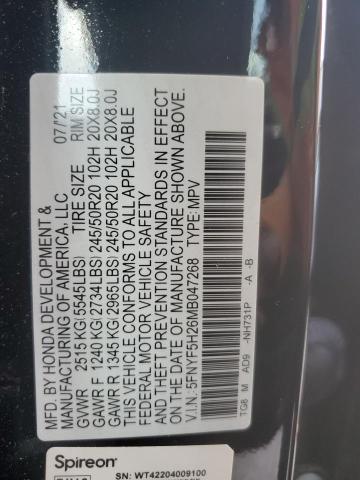 MFD. BY HONDA DEVELOPMENT & 07/'21
MANUFACTURING OF AMERICA, LLC
GVWR 2515 KG(5545LBS) TIRE SIZE RIM SIZE
GAWR F 1240 KG(2734LBS) 245/50R20 102H 20X8.0J
GAWR R 1345 KG(2965LBS) 245/50R20 102H 20X8.0J
THIS VEHICLE CONFORMS TO ALL APPLICABLE
FEDERAL MOTOR VEHICLE SAFETY
AND THEFT PREVENTION STANDARDS IN EFFECT
ON THE DATE OF MANUFACTURE SHOWN ABOVE.
V.I.N: 5FNYF5H26MB047268 TYPE: MPV
TG8 M AD9 -NH731P -A -B
Spireon
SN: WT42204009100